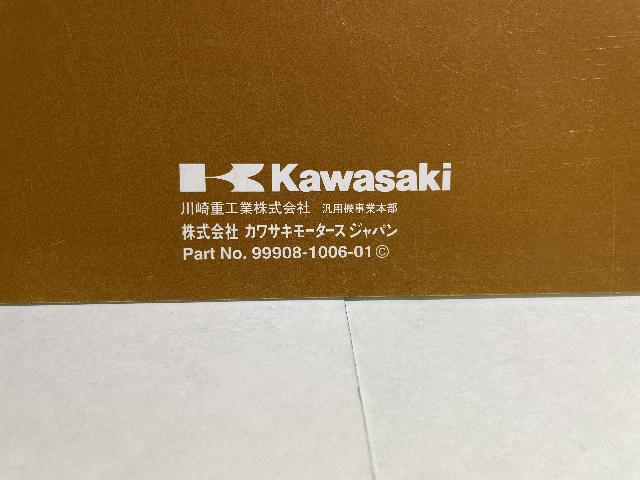 Kawasaki
川崎重工業株式会社 汎用機事業本部
株式会社 カワサキモータース ジャパン
Part No. 99908-1006-01 ©